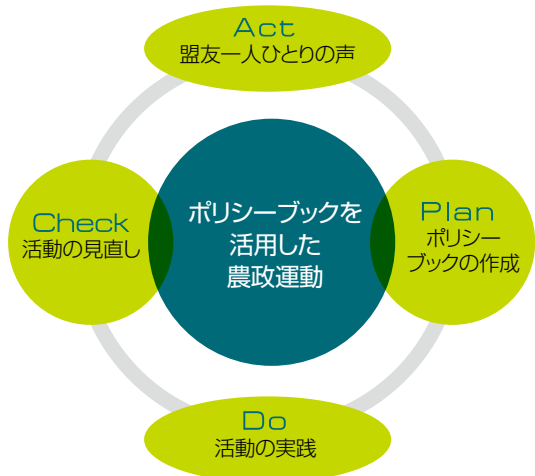 Act
盟友一人ひとりの声
Check
活動の見直し
ポリシーブックを
活用した
農政運動
Plan
ポリシー
ブックの作成
Do
活動の実践